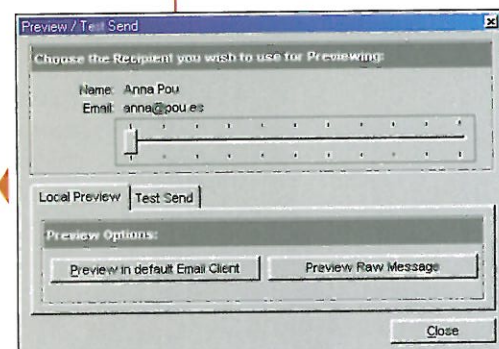 Preview / Test Send
Choose the Recipient you wish to use for Previewing:
Name: Anna Pou
Email: anna@pou.es
Local Preview Test Send
Preview Options:
Preview in default Email Client Preview Raw Message
Close